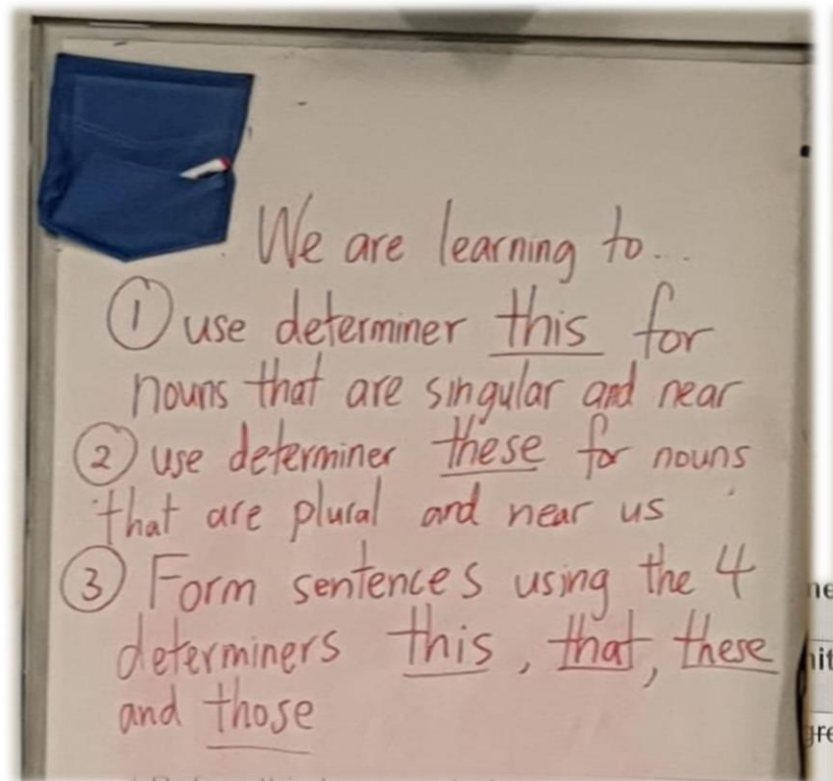 We are learning to...
① use determiner this for
nouns that are singular and near
② use determiner these for nouns
that are plural and near us
③ Form sentences using the 4
determiners this, that, these
and those